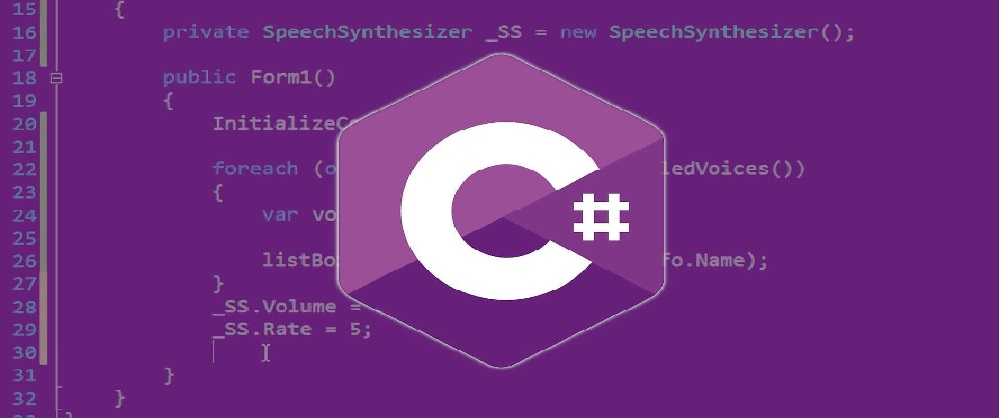 15 {
16 private SpeechSynthesizer _SS = new SpeechSynthesizer();
17
18 public Form1()
19 {
20 InitializeC
21
22 foreach (o ledVoices())
23 {
24 var vo
25
26 listBo fo.Name);
27 }
28 _SS.Volume =
29 _SS.Rate = 5;
30
31 }
32 }
}
C#